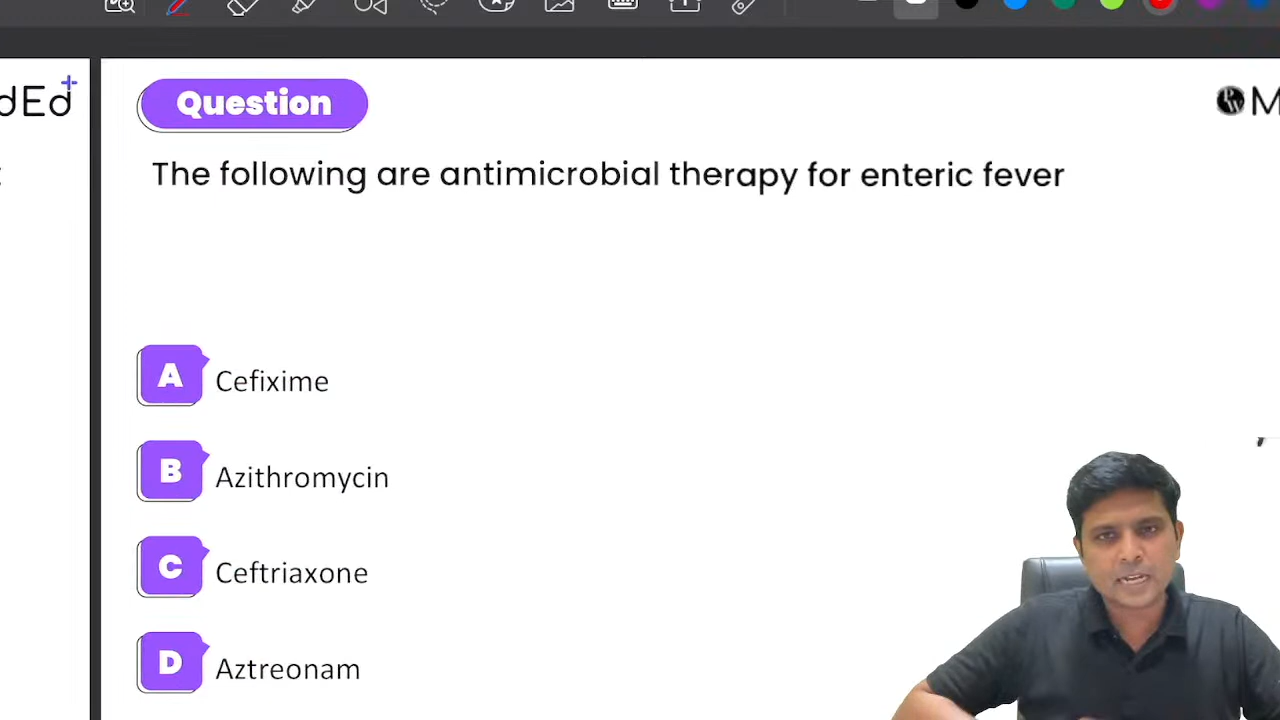 dEd+
Question
M
The following are antimicrobial therapy for enteric fever
A Cefixime
B Azithromycin
C Ceftriaxone
D Aztreonam